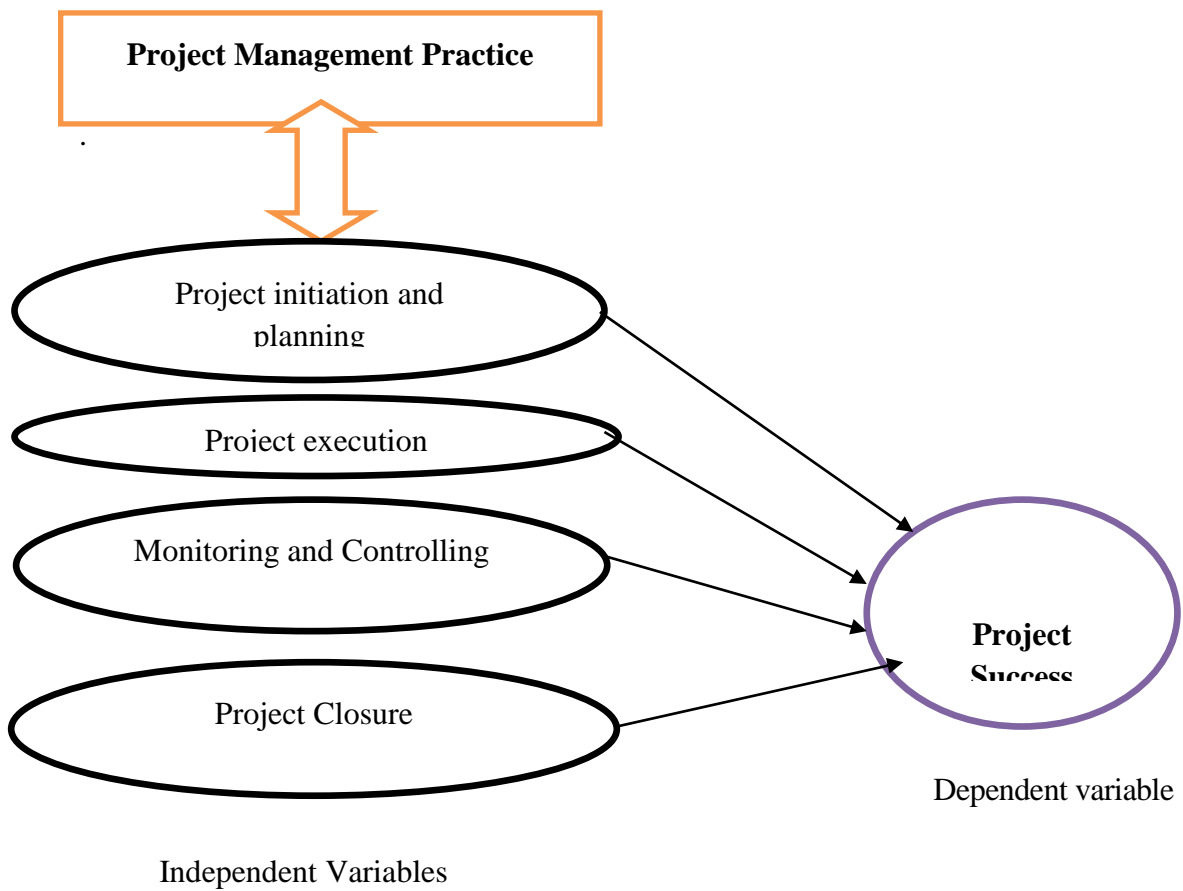 Project Management Practice
.
Project initiation and
planning
Project execution
Monitoring and Controlling
Project
Success
Project Closure
Dependent variable
Independent Variables